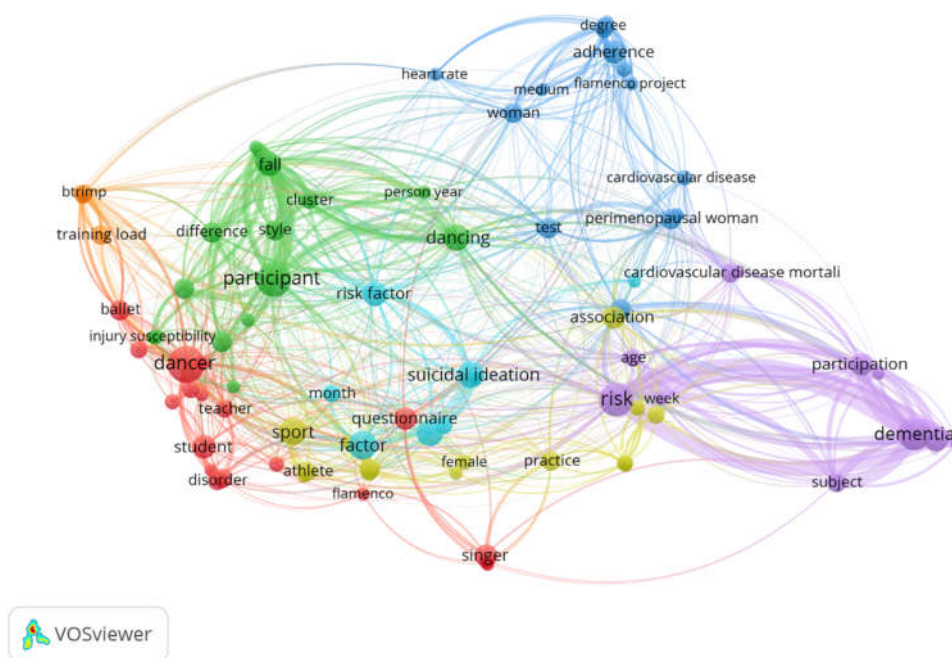 degree
adherence
heart rate
flamenco project
medium
woman
fall
cardiovascular disease
btrimp
cluster
person year
perimenopausal woman
training load
difference
style
dancing
test
participant
cardiovascular disease mortali
risk factor
ballet
association
injury susceptibility
dancer
age
participation
suicidal ideation
month
risk
week
teacher
questionnaire
sport
factor
dementia
student
disorder
athlete
female
practice
subject
flamenco
singer
VOSviewer